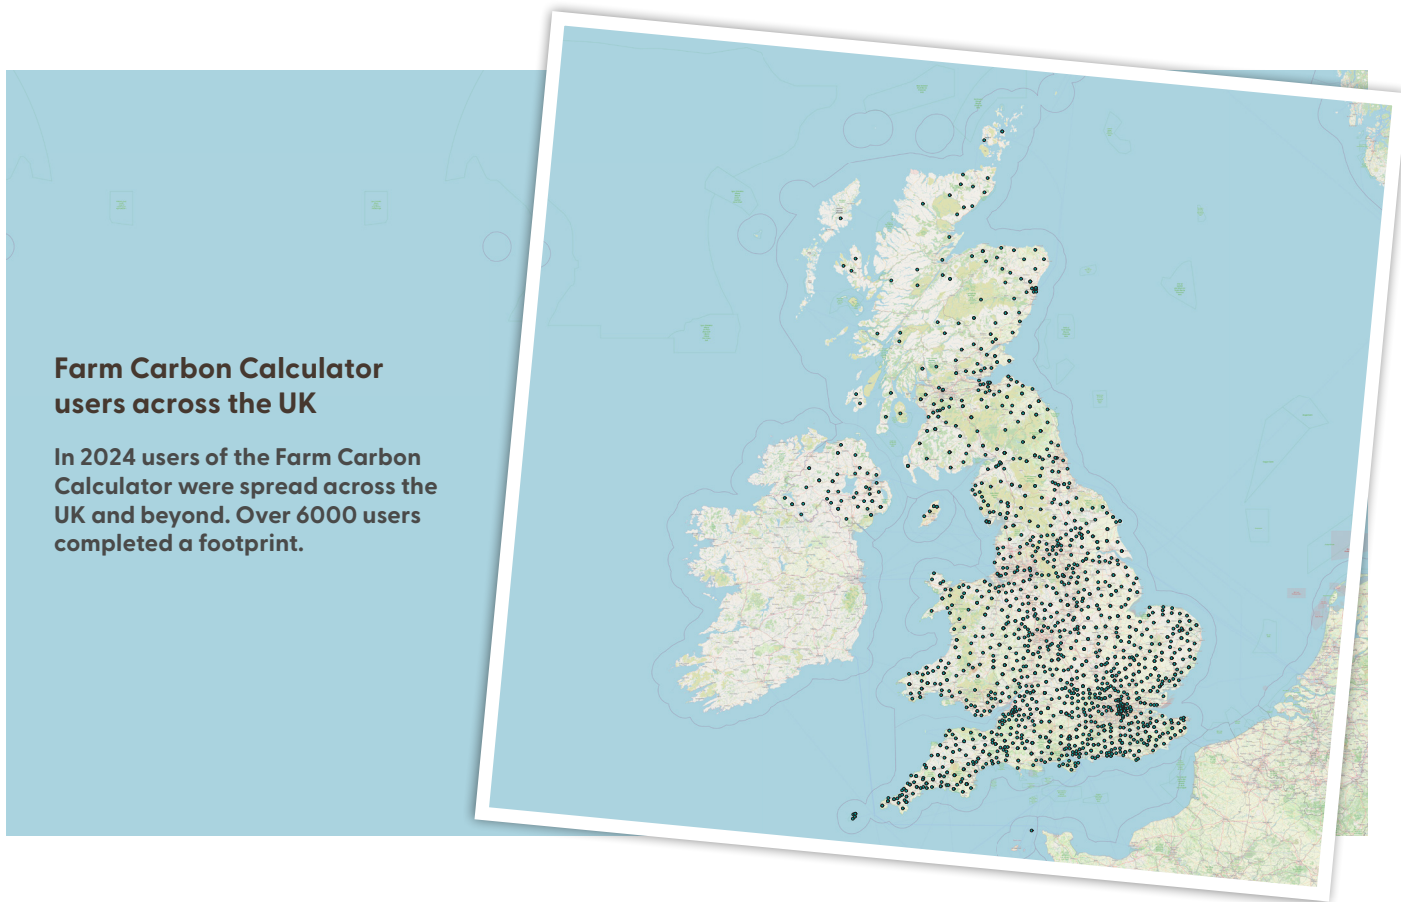 Farm Carbon Calculator
users across the UK
In 2024 users of the Farm Carbon
Calculator were spread across the
UK and beyond. Over 6000 users
completed a footprint.